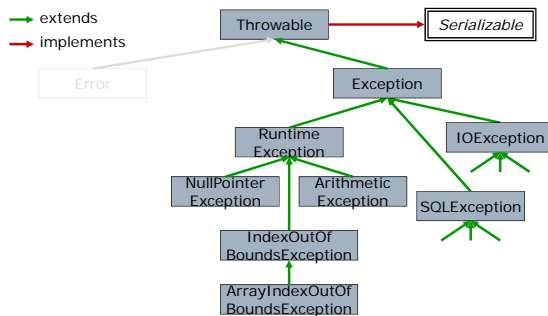 extends
implements
Throwable
Serializable
Error
Exception
Runtime
Exception
IOException
NullPointer
Exception
Arithmetic
Exception
SQLException
IndexOutOf
BoundsException
ArrayIndexOutOf
BoundsException